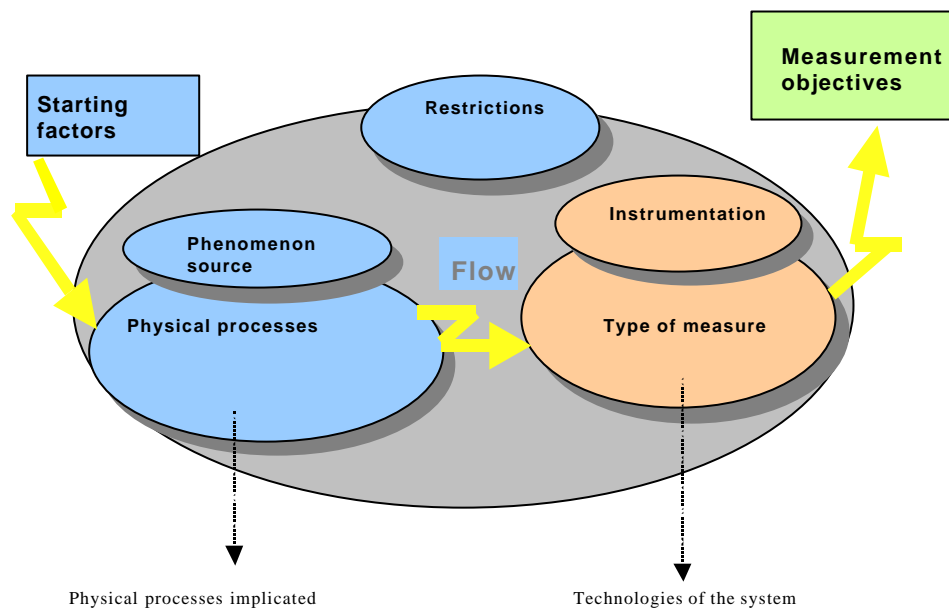 Measurement
objectives
Starting
factors
Restrictions
Instrumentation
Phenomenon
source
Flow
Physical processes
Type of measure
Physical processes implicated
Technologies of the system